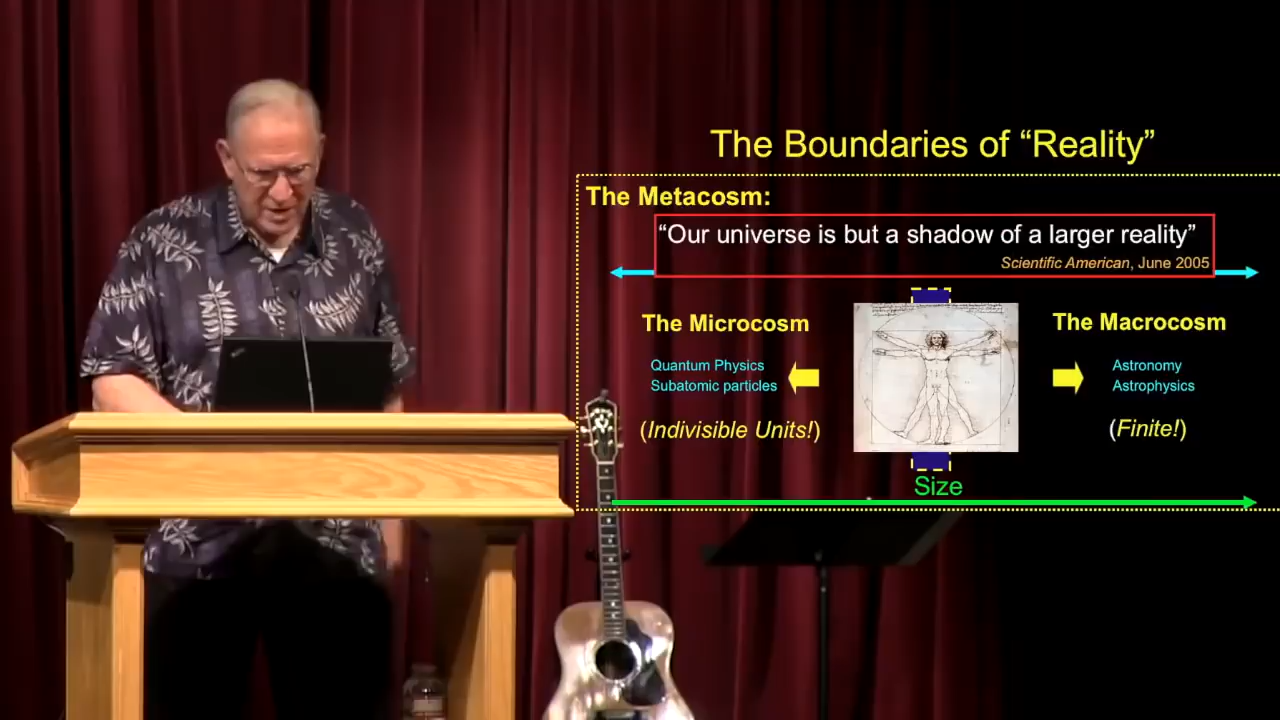 The Boundaries of “Reality”
The Metacosm:
“Our universe is but a shadow of a larger reality”
Scientific American, June 2005
The Microcosm
The Macrocosm
Quantum Physics
Subatomic particles
Astronomy
Astrophysics
(Indivisible Units!)
(Finite!)
Size